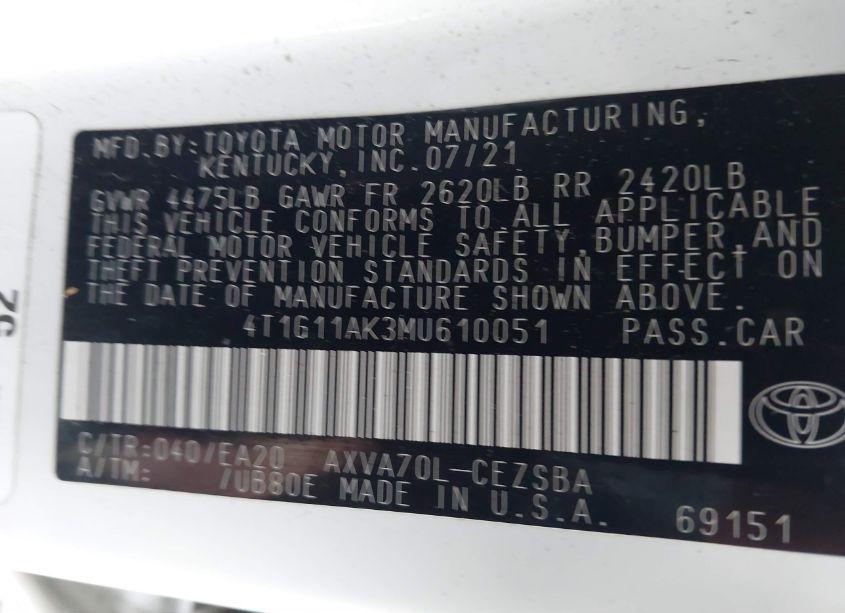 MFD.BY:TOYOTA MOTOR MANUFACTURING,
KENTUCKY,INC.07/21
GVWR 4475LB GAWR FR 2620LB RR 2420LB
THIS VEHICLE CONFORMS TO ALL APPLICABLE
FEDERAL MOTOR VEHICLE SAFETY,BUMPER,AND
THEFT PREVENTION STANDARDS IN EFFECT ON
THE DATE OF MANUFACTURE SHOWN ABOVE.
4T1G11AK3MU610051 PASS.CAR
C/TR:040/EA20 AXVA70L-CEZSBA
A/TM: /UB80E MADE IN U.S.A.
69151
52